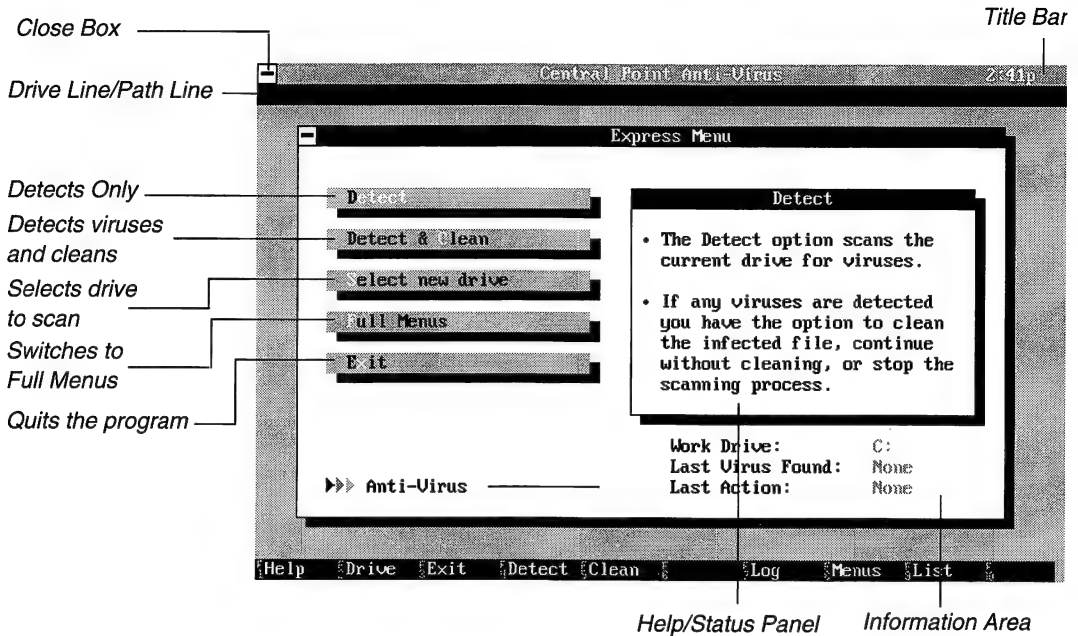 Close Box
Title Bar
Central Point Anti-Virus 2:41p
Drive Line/Path Line
Express Menu
Detects Only
Detect
Detects viruses
and cleans
Detect & Clean
Selects drive
to scan
Select new drive
Switches to
Full Menus
Full Menus
Quits the program
Exit
Detect
• The Detect option scans the
current drive for viruses.
• If any viruses are detected
you have the option to clean
the infected file, continue
without cleaning, or stop the
scanning process.
Work Drive: C:
Last Virus Found: None
Last Action: None
Anti-Virus
Help Drive Exit Detect Clean Log Menus List
Help/Status Panel
Information Area